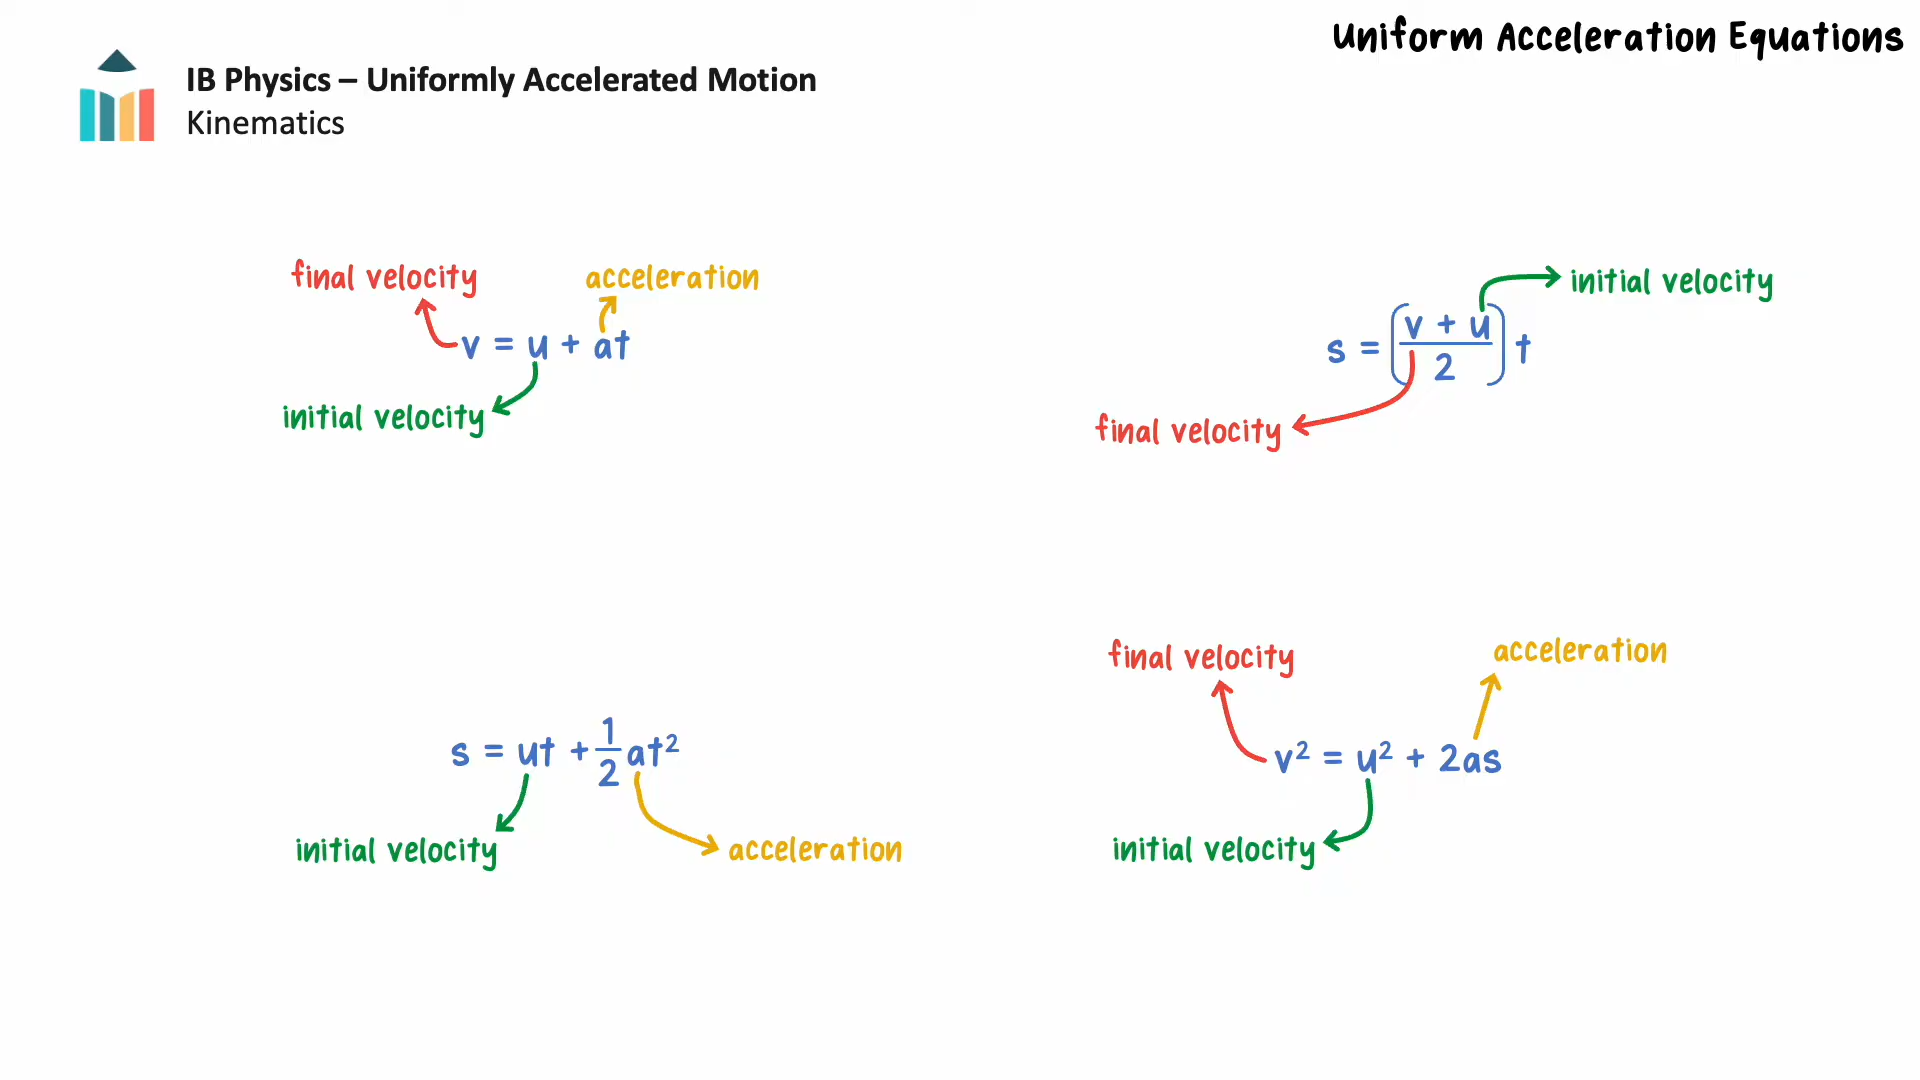 Uniform Acceleration Equations
IB Physics – Uniformly Accelerated Motion
Kinematics
final velocity
acceleration
v = u + at
initial velocity
initial velocity
s = (v + u / 2) t
final velocity
s = ut + 1/2 at²
initial velocity
acceleration
final velocity
acceleration
v² = u² + 2as
initial velocity